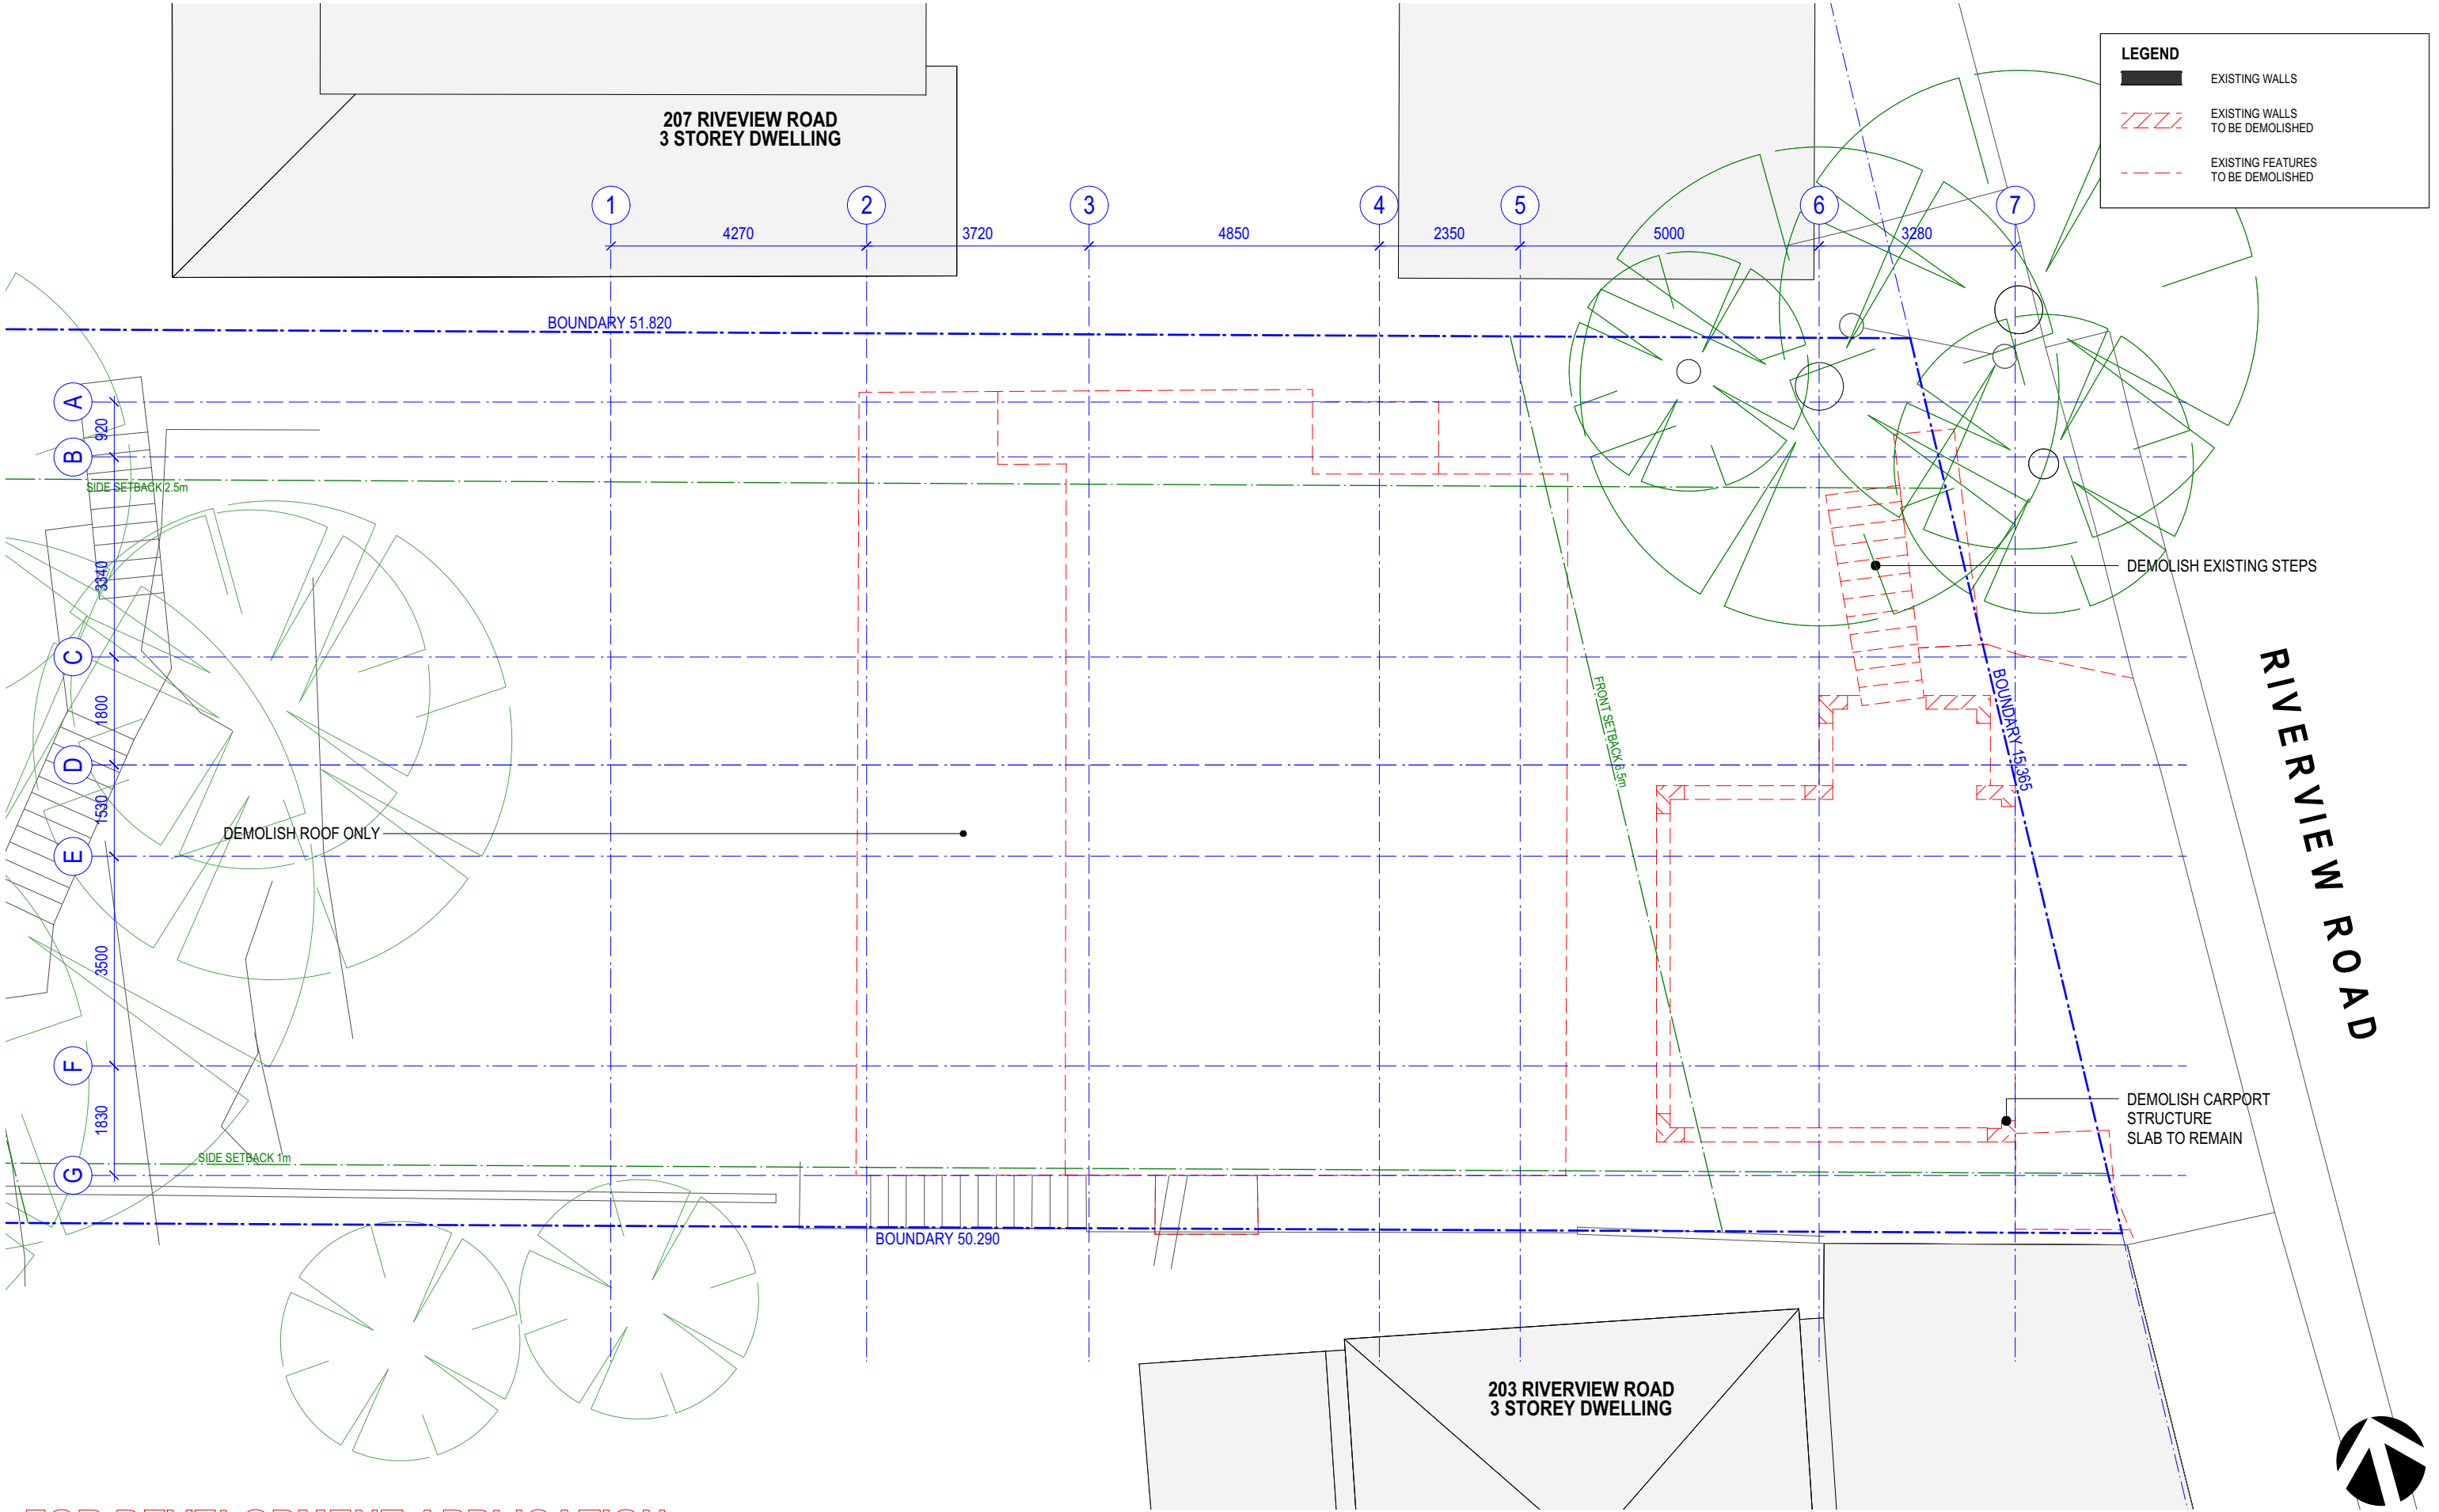 LEGEND
EXISTING WALLS
EXISTING WALLS
TO BE DEMOLISHED
EXISTING FEATURES
TO BE DEMOLISHED
207 RIVEVIEW ROAD
3 STOREY DWELLING
1 2 3 4 5 6 7
4270 3720 4850 2350 5000 3280
BOUNDARY 51.820
A
920
B
SIDE SETBACK 2.5m
3340
DEMOLISH EXISTING STEPS
C
1800
FRONT SETBACK 6.5m
BOUNDARY 15.365
RIVERVIEW ROAD
D
1530
DEMOLISH ROOF ONLY
E
3500
F
1830
DEMOLISH CARPORT
STRUCTURE
SLAB TO REMAIN
SIDE SETBACK 1m
G
BOUNDARY 50.290
203 RIVERVIEW ROAD
3 STOREY DWELLING
FOR DEVELOPMENT APPLICATION